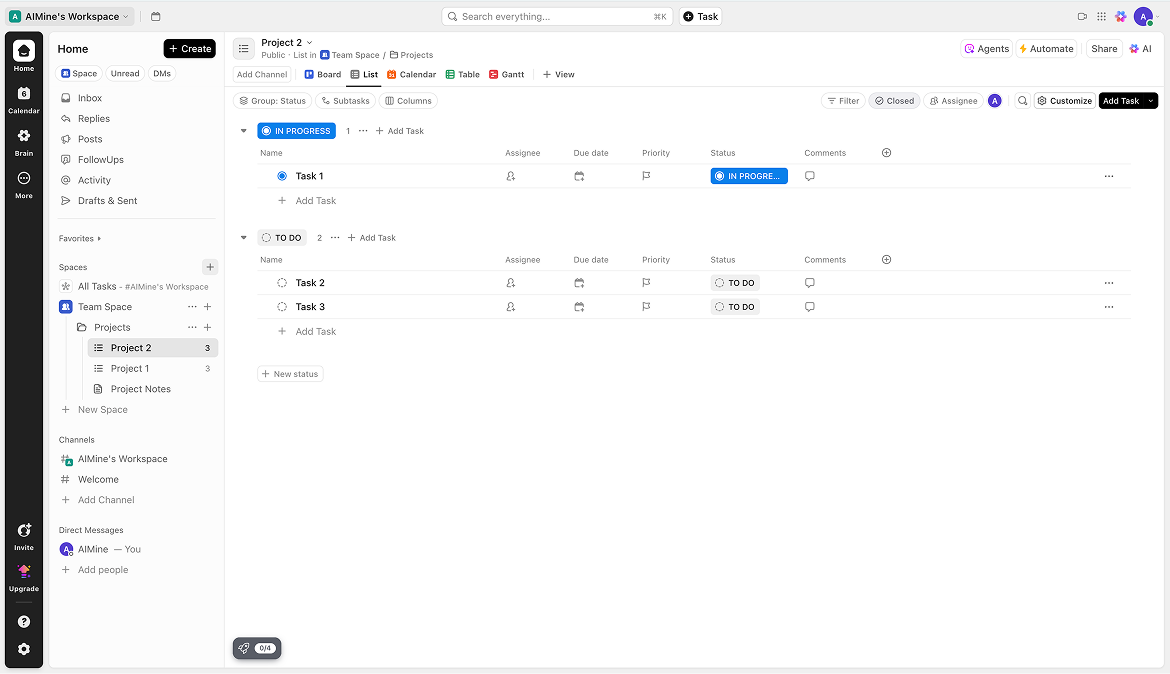 AIMine's Workspace
Search everything... ⌘K
Task
A
Home
6
Calendar
Brain
More
Invite
Upgrade
Home
Create
Space Unread DMs
Inbox
Replies
Posts
FollowUps
Activity
Drafts & Sent
Favorites
Spaces
All Tasks - #AIMine's Workspace
Team Space
Projects
Project 2 3
Project 1 3
Project Notes
New Space
Channels
AIMine's Workspace
Welcome
Add Channel
Direct Messages
AIMine — You
Add people
Project 2
Public · List in Team Space / Projects
Agents Automate Share AI
Add Channel Board List Calendar Table Gantt View
Group: Status Subtasks Columns
Filter Closed Assignee A Customize Add Task
IN PROGRESS 1 Add Task
Name Assignee Due date Priority Status Comments
Task 1 IN PROGRE...
Add Task
TO DO 2 Add Task
Name Assignee Due date Priority Status Comments
Task 2 TO DO
Task 3 TO DO
Add Task
New status
0/4